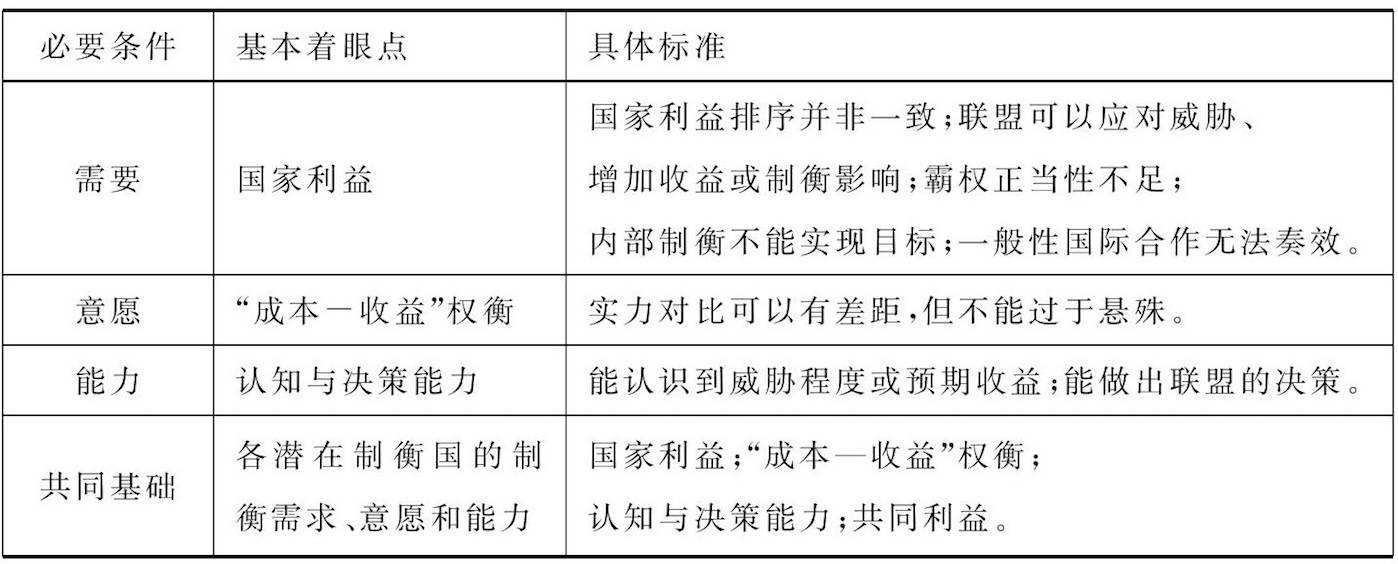 必要条件 基本着眼点 具体标准
需要 国家利益 国家利益排序并非一致;联盟可以应对威胁、
增加收益或制衡影响;霸权正当性不足;
内部制衡不能实现目标;一般性国际合作无法奏效。
意愿 “成本－收益”权衡 实力对比可以有差距,但不能过于悬殊。
能力 认知与决策能力 能认识到威胁程度或预期收益;能做出联盟的决策。
共同基础 各潜在制衡国的制
衡需求、意愿和能力 国家利益;“成本—收益”权衡;
认知与决策能力;共同利益。